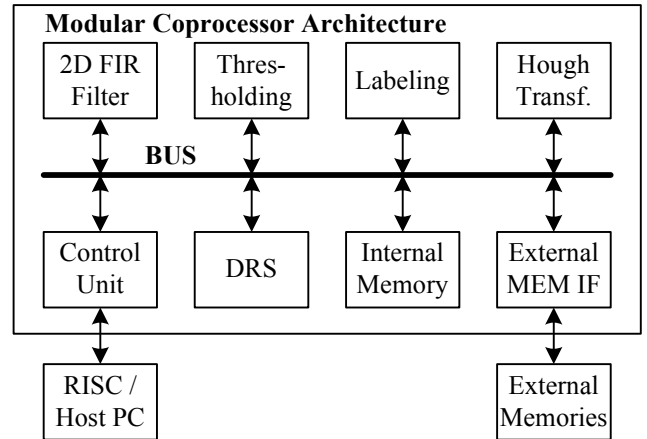 Modular Coprocessor Architecture
2D FIR
Filter
Thres-
holding
Labeling
Hough
Transf.
BUS
Control
Unit
DRS
Internal
Memory
External
MEM IF
RISC /
Host PC
External
Memories